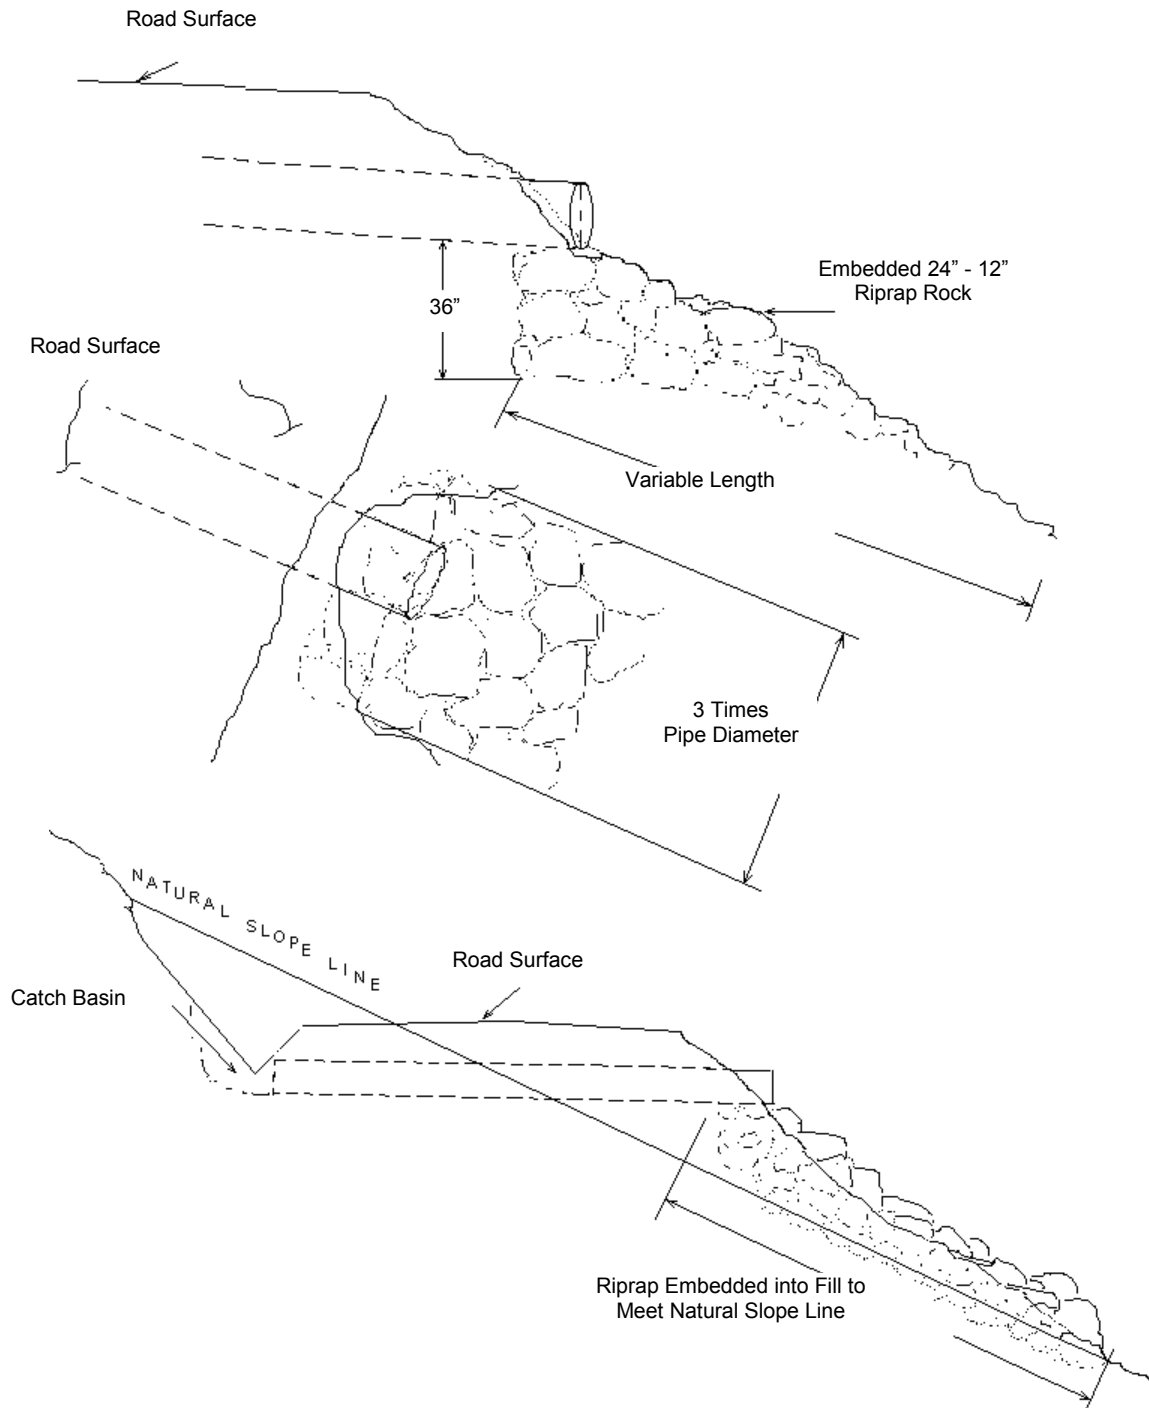 Road Surface
Embedded 24” - 12”
Riprap Rock
36”
Road Surface
Variable Length
3 Times
Pipe Diameter
NATURAL SLOPE LINE
Road Surface
Catch Basin
Riprap Embedded into Fill to
Meet Natural Slope Line